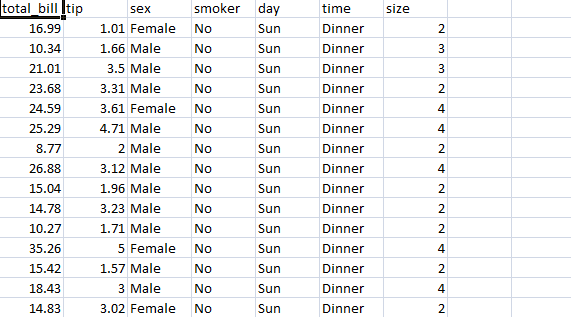 total_bill tip sex smoker day time size
16.99 1.01 Female No Sun Dinner 2
10.34 1.66 Male No Sun Dinner 3
21.01 3.5 Male No Sun Dinner 3
23.68 3.31 Male No Sun Dinner 2
24.59 3.61 Female No Sun Dinner 4
25.29 4.71 Male No Sun Dinner 4
8.77 2 Male No Sun Dinner 2
26.88 3.12 Male No Sun Dinner 4
15.04 1.96 Male No Sun Dinner 2
14.78 3.23 Male No Sun Dinner 2
10.27 1.71 Male No Sun Dinner 2
35.26 5 Female No Sun Dinner 4
15.42 1.57 Male No Sun Dinner 2
18.43 3 Male No Sun Dinner 4
14.83 3.02 Female No Sun Dinner 2